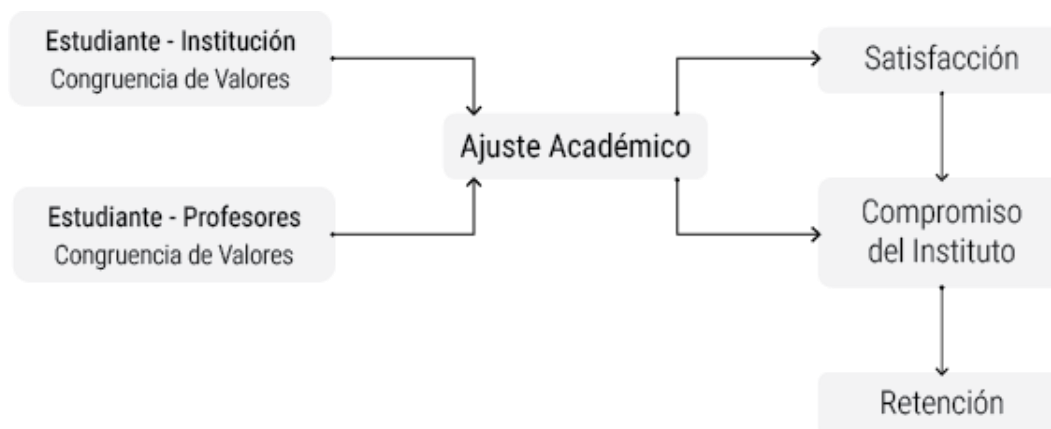 Estudiante - Institución
Congruencia de Valores
Ajuste Académico
Estudiante - Profesores
Congruencia de Valores
Satisfacción
Compromiso
del Instituto
Retención